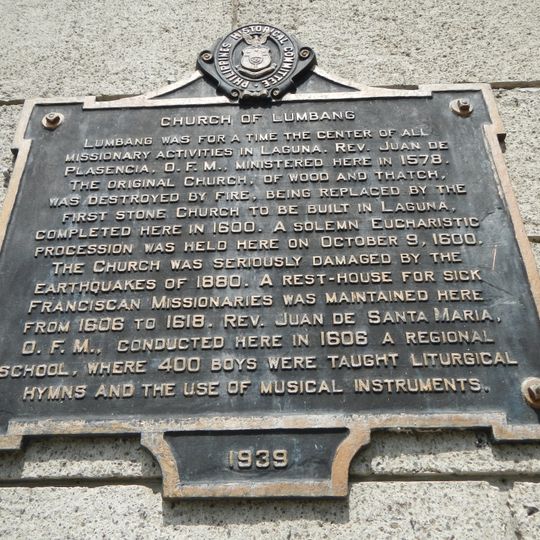 PHILIPPINES HISTORICAL COMMITTEE
CHURCH OF LUMBANG
LUMBANG WAS FOR A TIME THE CENTER OF ALL
MISSIONARY ACTIVITIES IN LAGUNA. REV. JUAN DE
PLASENCIA, O. F. M., MINISTERED HERE IN 1578.
THE ORIGINAL CHURCH, OF WOOD AND THATCH,
WAS DESTROYED BY FIRE, BEING REPLACED BY THE
FIRST STONE CHURCH TO BE BUILT IN LAGUNA,
COMPLETED HERE IN 1600. A SOLEMN EUCHARISTIC
PROCESSION WAS HELD HERE ON OCTOBER 9, 1600.
THE CHURCH WAS SERIOUSLY DAMAGED BY THE
EARTHQUAKES OF 1880. A REST-HOUSE FOR SICK
FRANCISCAN MISSIONARIES WAS MAINTAINED HERE
FROM 1606 TO 1618. REV. JUAN DE SANTA MARIA,
O. F. M., CONDUCTED HERE IN 1606 A REGIONAL
SCHOOL, WHERE 400 BOYS WERE TAUGHT LITURGICAL
HYMNS AND THE USE OF MUSICAL INSTRUMENTS.
1939